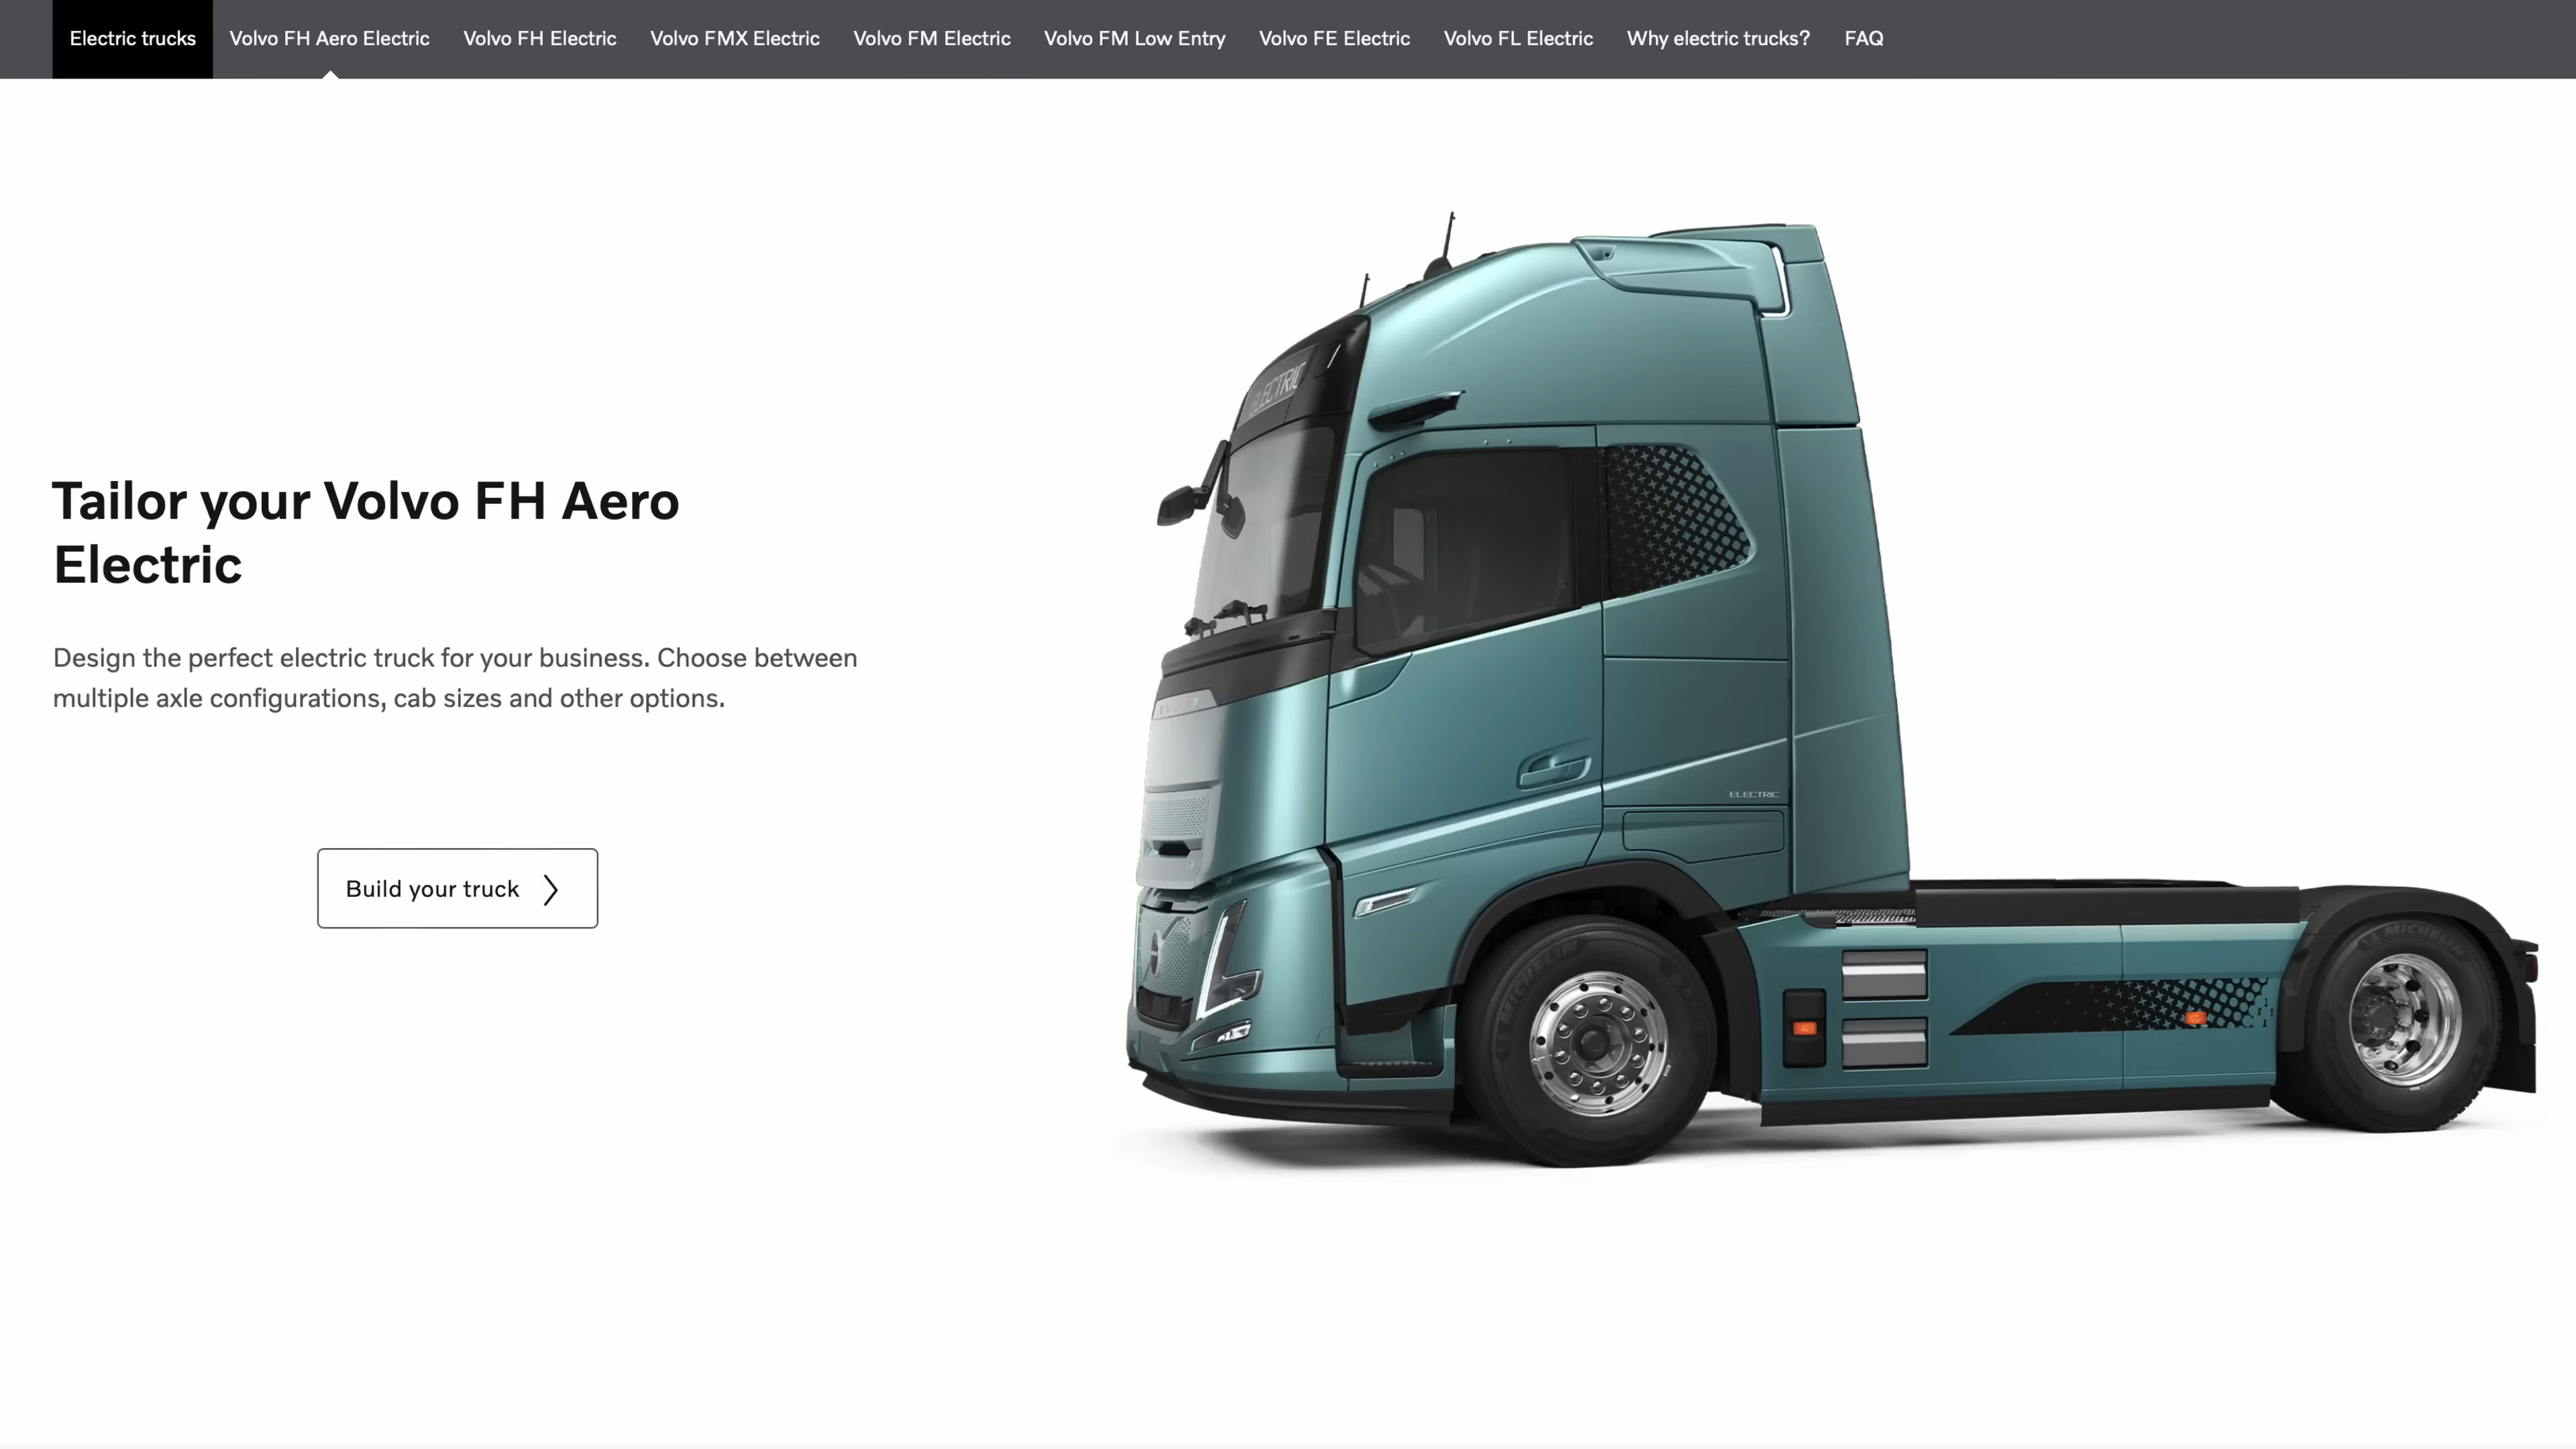 Electric trucks
Volvo FH Aero Electric
Volvo FH Electric
Volvo FMX Electric
Volvo FM Electric
Volvo FM Low Entry
Volvo FE Electric
Volvo FL Electric
Why electric trucks?
FAQ
Tailor your Volvo FH Aero
Electric
Design the perfect electric truck for your business. Choose between
multiple axle configurations, cab sizes and other options.
Build your truck
ELECTRIC
ELECTRIC
MICHELIN
MICHELIN